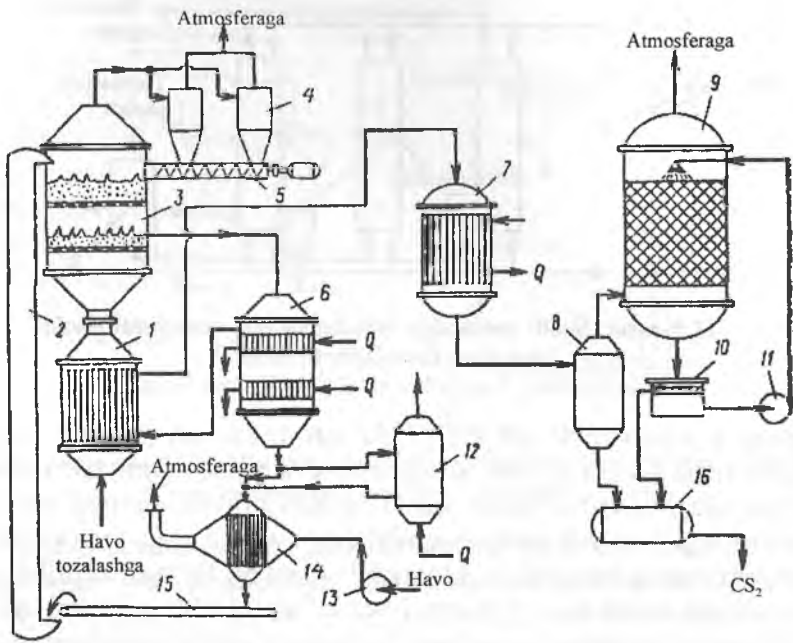 Atmosferaga
Atmosferaga
9
4
7
5
3
Q
6
2
1
Q
8
10
11
Q
12
Atmosferaga
16
Q
Havo
tozalashga
14
Havo
15
13
CS₂